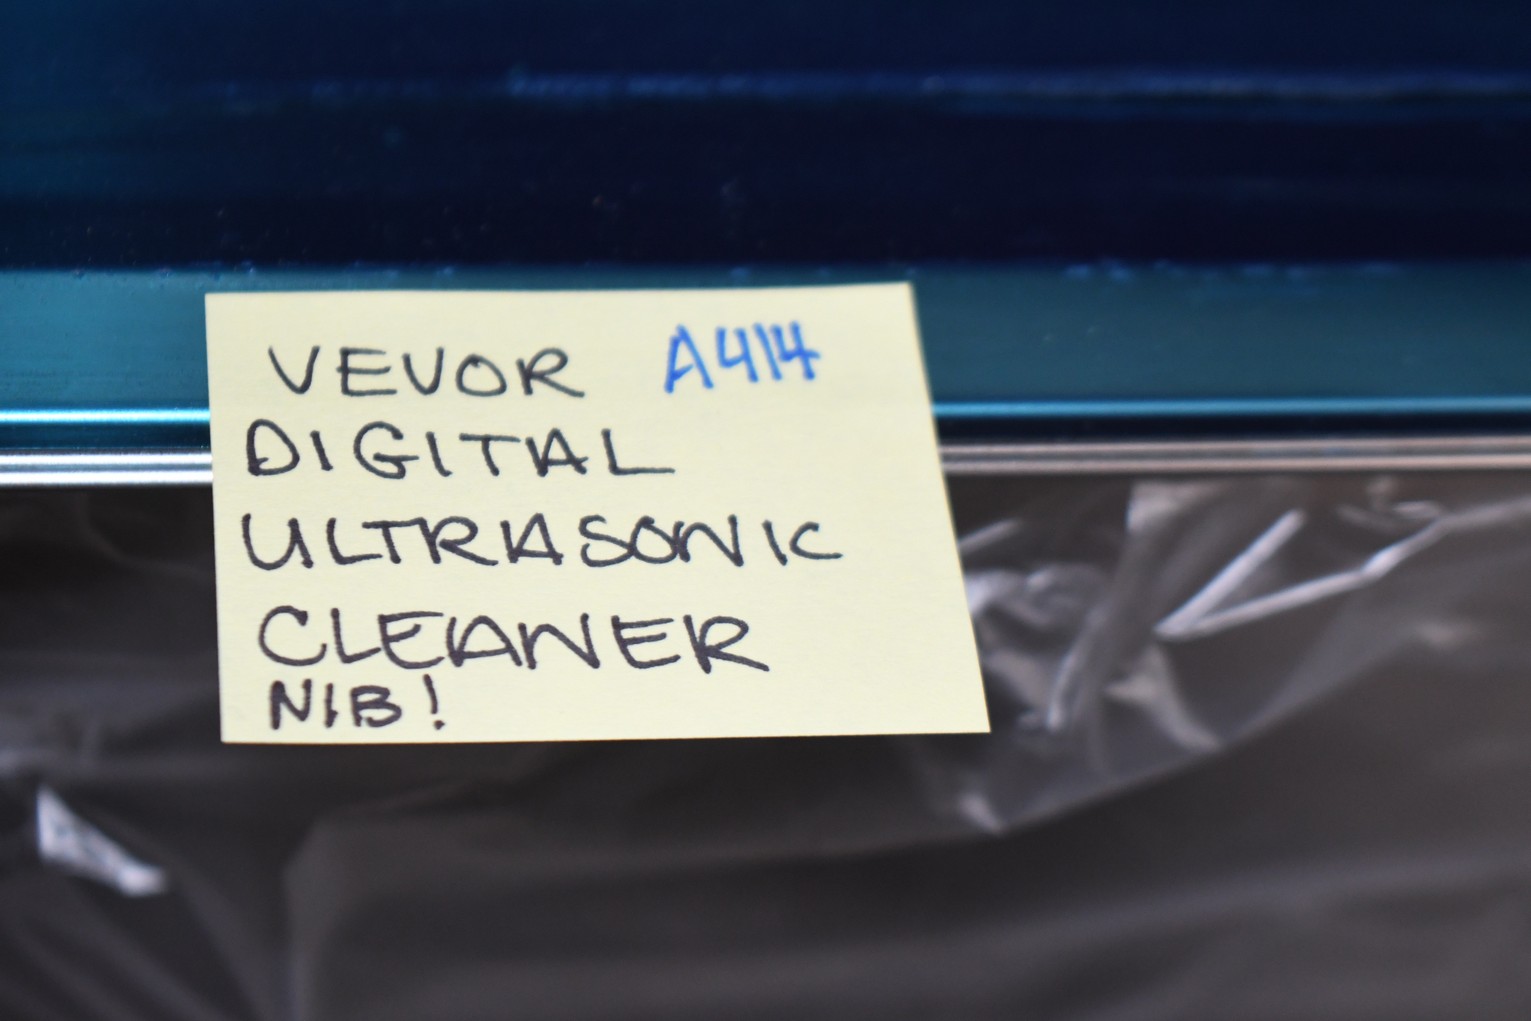 VEVOR A414
DIGITAL
ULTRASONIC
CLEANER
NIB!